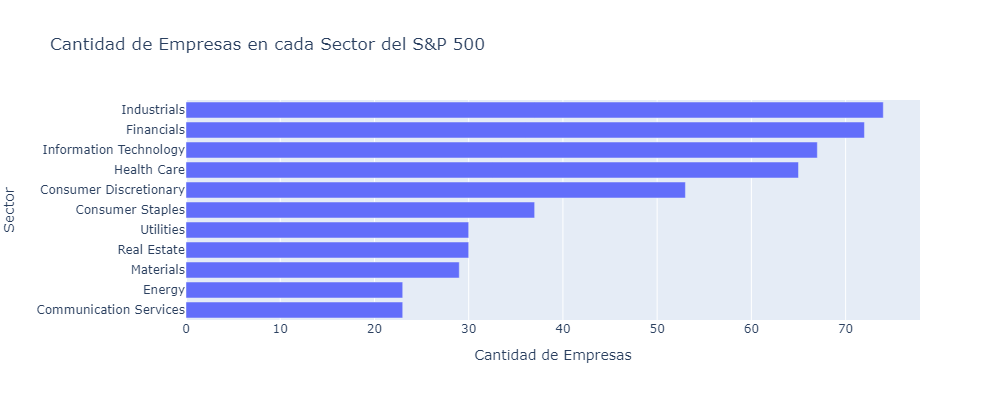 Cantidad de Empresas en cada Sector del S&P 500
Sector
Industrials
Financials
Information Technology
Health Care
Consumer Discretionary
Consumer Staples
Utilities
Real Estate
Materials
Energy
Communication Services
0 10 20 30 40 50 60 70
Cantidad de Empresas